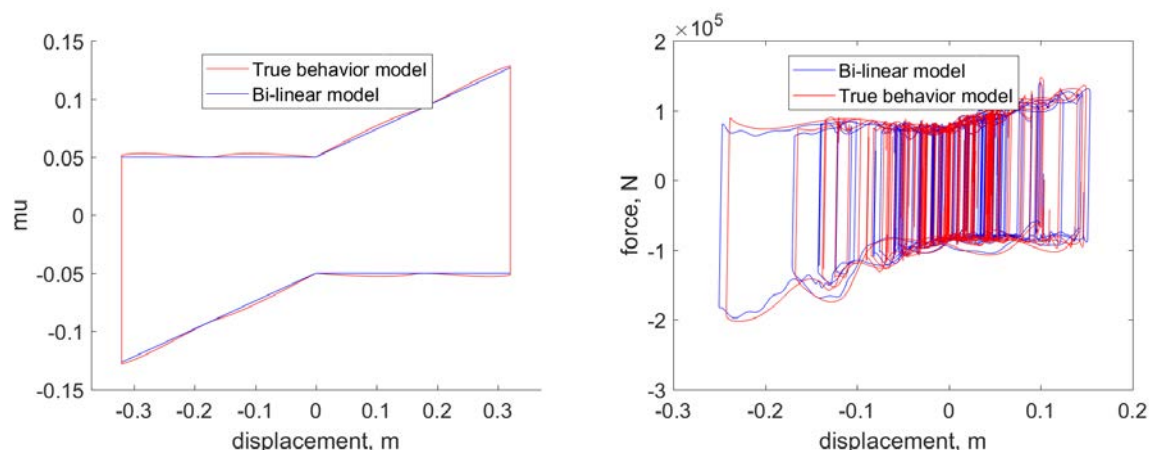 0.15
0.1
0.05
0
-0.05
-0.1
-0.15
mu
-0.3 -0.2 -0.1 0 0.1 0.2 0.3
displacement, m
True behavior model
Bi-linear model
×10⁵
2
1
0
-1
-2
-3
force, N
-0.3 -0.2 -0.1 0 0.1 0.2
displacement, m
Bi-linear model
True behavior model